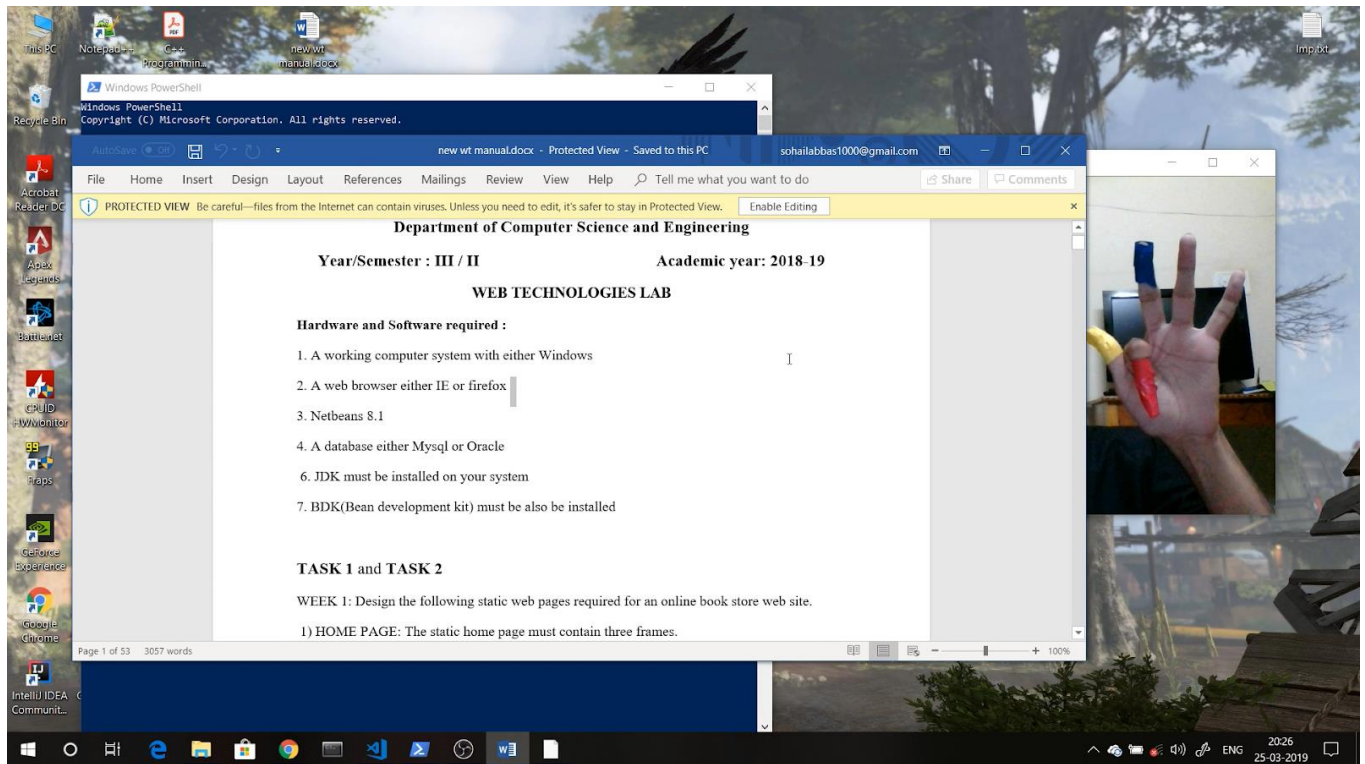 This PC
Notepad++
C++
Programmin...
new wt
manual.docx
Imp.txt
Recycle Bin
Acrobat
Reader DC
Apex
Legends
Battle.net
CPUID
HWMonitor
99
Fraps
GeForce
Experience
Google
Chrome
IntelliJ IDEA
Communit...
Windows PowerShell
Windows PowerShell
Copyright (C) Microsoft Corporation. All rights reserved.
AutoSave Off
new wt manual.docx - Protected View - Saved to this PC
sohailabbas1000@gmail.com
File Home Insert Design Layout References Mailings Review View Help Tell me what you want to do Share Comments
PROTECTED VIEW Be careful—files from the Internet can contain viruses. Unless you need to edit, it's safer to stay in Protected View. Enable Editing
Department of Computer Science and Engineering
Year/Semester : III / II Academic year: 2018-19
WEB TECHNOLOGIES LAB
Hardware and Software required :
1. A working computer system with either Windows
2. A web browser either IE or firefox
3. Netbeans 8.1
4. A database either Mysql or Oracle
6. JDK must be installed on your system
7. BDK(Bean development kit) must be also be installed
TASK 1 and TASK 2
WEEK 1: Design the following static web pages required for an online book store web site.
1) HOME PAGE: The static home page must contain three frames.
Page 1 of 53 3057 words
100%
ENG
20:26
25-03-2019